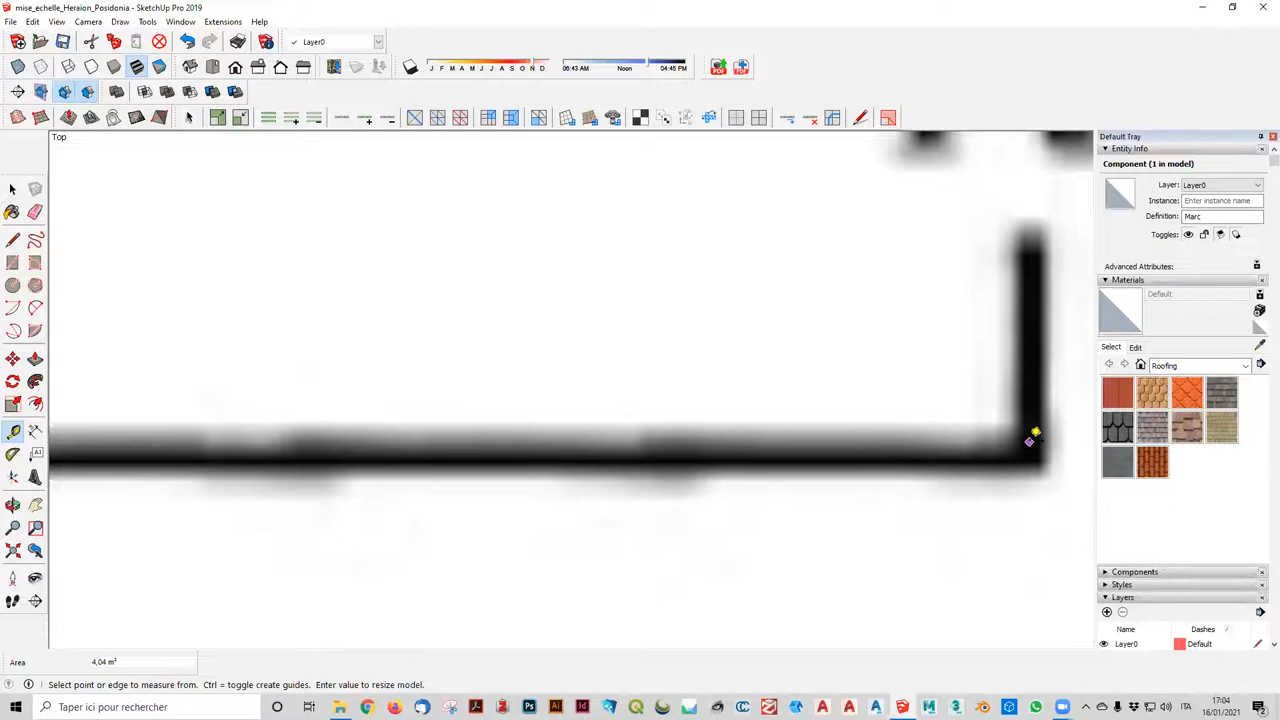 mise_echelle_Heraion_Posidonia - SketchUp Pro 2019
File Edit View Camera Draw Tools Window Extensions Help
Layer0
J F M A M J J A S O N D
06:43 AM Noon 04:45 PM
PDF PDF
Top
Default Tray
Entity Info
Component (1 in model)
Layer: Layer0
Instance: Enter instance name
Definition: Marc
Toggles:
Advanced Attributes:
Materials
Default
Select Edit
Roofing
Components
Styles
Layers
Name Dashes
Layer0 Default
Area 4,04 m²
Select point or edge to measure from. Ctrl = toggle create guides. Enter value to resize model.
Taper ici pour rechercher
17:04
16/01/2021